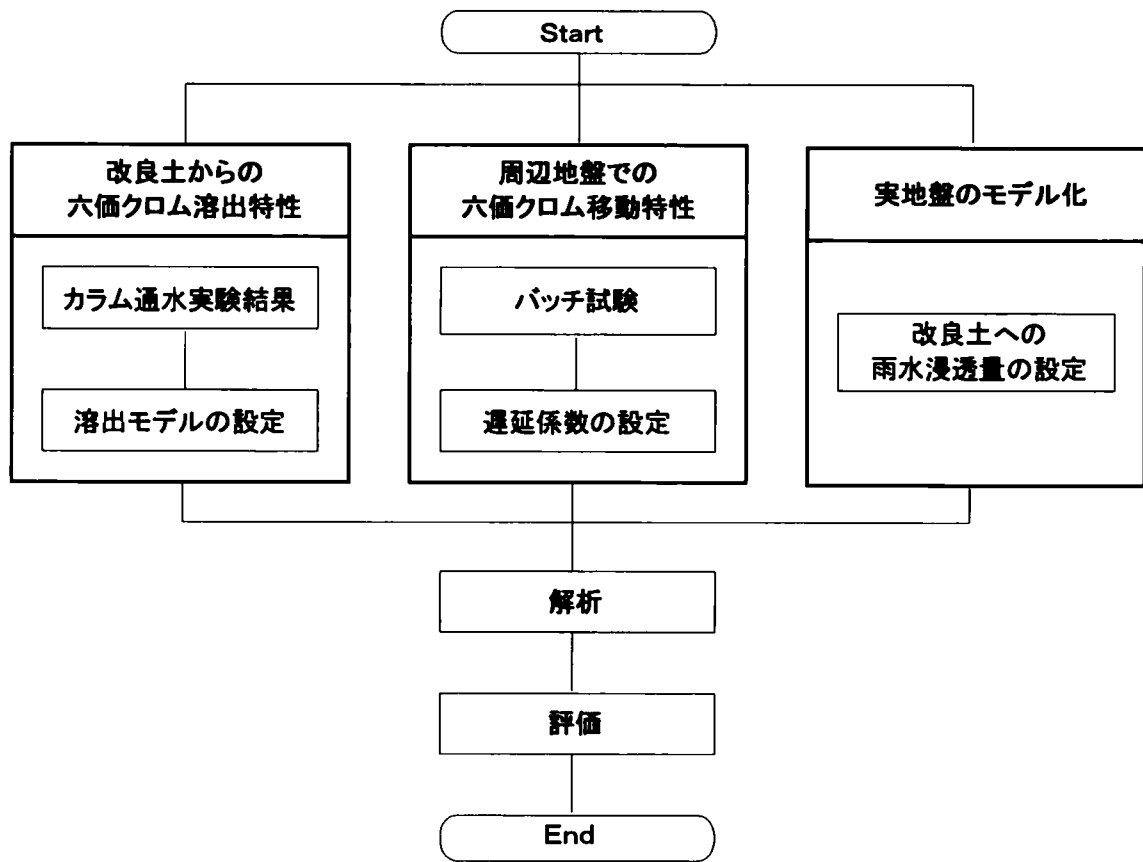 Start
改良土からの
六価クロム溶出特性
カラム通水実験結果
溶出モデルの設定
周辺地盤での
六価クロム移動特性
バッチ試験
遅延係数の設定
実地盤のモデル化
改良土への
雨水浸透量の設定
解析
評価
End